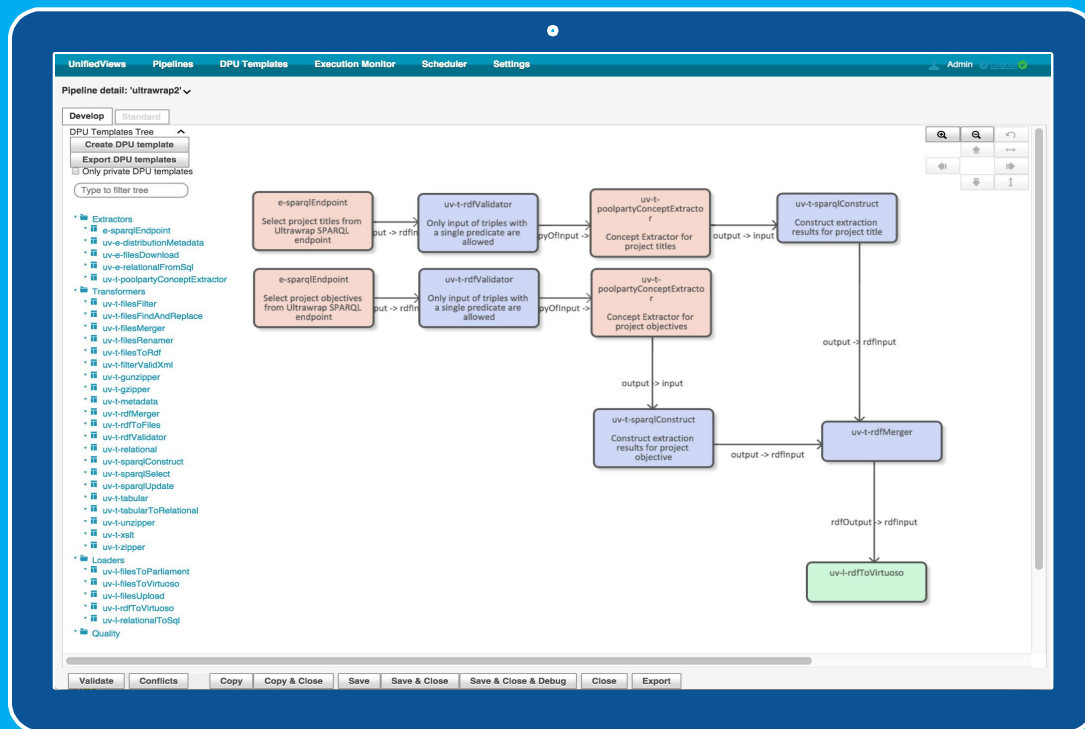 UnifiedViews Pipelines DPU Templates Execution Monitor Scheduler Settings Admin
Pipeline detail: 'ultrawrap2'
Develop Standard
DPU Templates Tree
Create DPU template
Export DPU templates
Only private DPU templates
Type to filter tree
Extractors
e-sparqlEndpoint
uv-e-distributionMetadata
uv-e-filesDownload
uv-e-relationalFromSql
uv-t-poolpartyConceptExtractor
Transformers
uv-t-filesFilter
uv-t-filesFindAndReplace
uv-t-filesMerger
uv-t-filesRenamer
uv-t-filesToRdf
uv-t-filterValidXml
uv-t-gunzipper
uv-t-gzipper
uv-t-metadata
uv-t-rdfMerger
uv-t-rdfToFiles
uv-t-rdfValidator
uv-t-relational
uv-t-sparqlConstruct
uv-t-sparqlSelect
uv-t-sparqlUpdate
uv-t-tabular
uv-t-tabularToRelational
uv-t-unzipper
uv-t-xslt
uv-t-zipper
Loaders
uv-l-filesToParliament
uv-l-filesToVirtuoso
uv-l-filesUpload
uv-l-rdfToVirtuoso
uv-l-relationalToSql
Quality
e-sparqlEndpoint
Select project titles from
Ultrawrap SPARQL
endpoint
put -> rdfIn
uv-t-rdfValidator
Only input of triples with
a single predicate are
allowed
pyOfInput ->
uv-t-
poolpartyConceptExtracto
r
Concept Extractor for
project titles
output -> input
uv-t-sparqlConstruct
Construct extraction
results for project title
e-sparqlEndpoint
Select project objectives
from Ultrawrap SPARQL
endpoint
put -> rdfIn
uv-t-rdfValidator
Only input of triples with
a single predicate are
allowed
pyOfInput ->
uv-t-
poolpartyConceptExtracto
r
Concept Extractor for
project objectives
output -> rdfInput
output -> input
uv-t-sparqlConstruct
Construct extraction
results for project
objective
output -> rdfInput
uv-t-rdfMerger
rdfOutput -> rdfInput
uv-l-rdfToVirtuoso
Validate Conflicts Copy Copy & Close Save Save & Close Save & Close & Debug Close Export